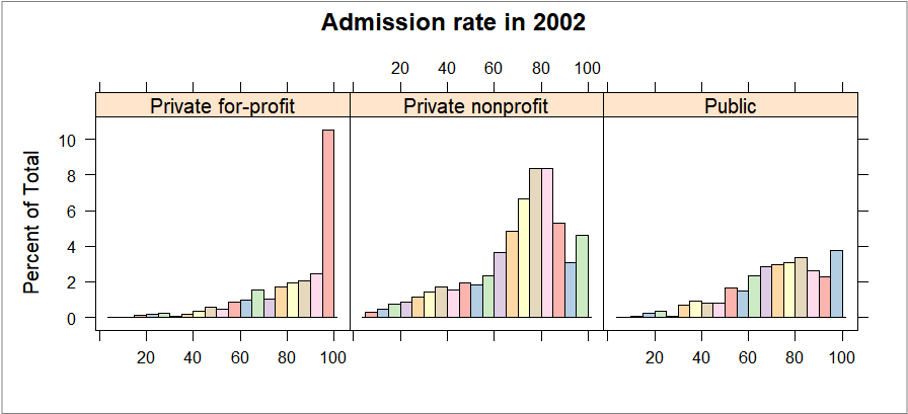 Admission rate in 2002
20 40 60 80 100
Private for-profit Private nonprofit Public
Percent of Total
10
8
6
4
2
0
20 40 60 80 100 20 40 60 80 100